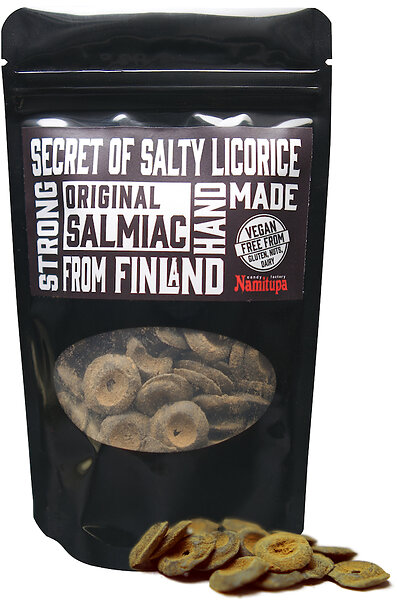 SECRET OF SALTY LICORICE
STRONG
ORIGINAL
SALMIAC
HAND
MADE
FROM FINLAND
VEGAN
FREE FROM
GLUTEN, NUTS,
DAIRY
candy factory
Namitupa